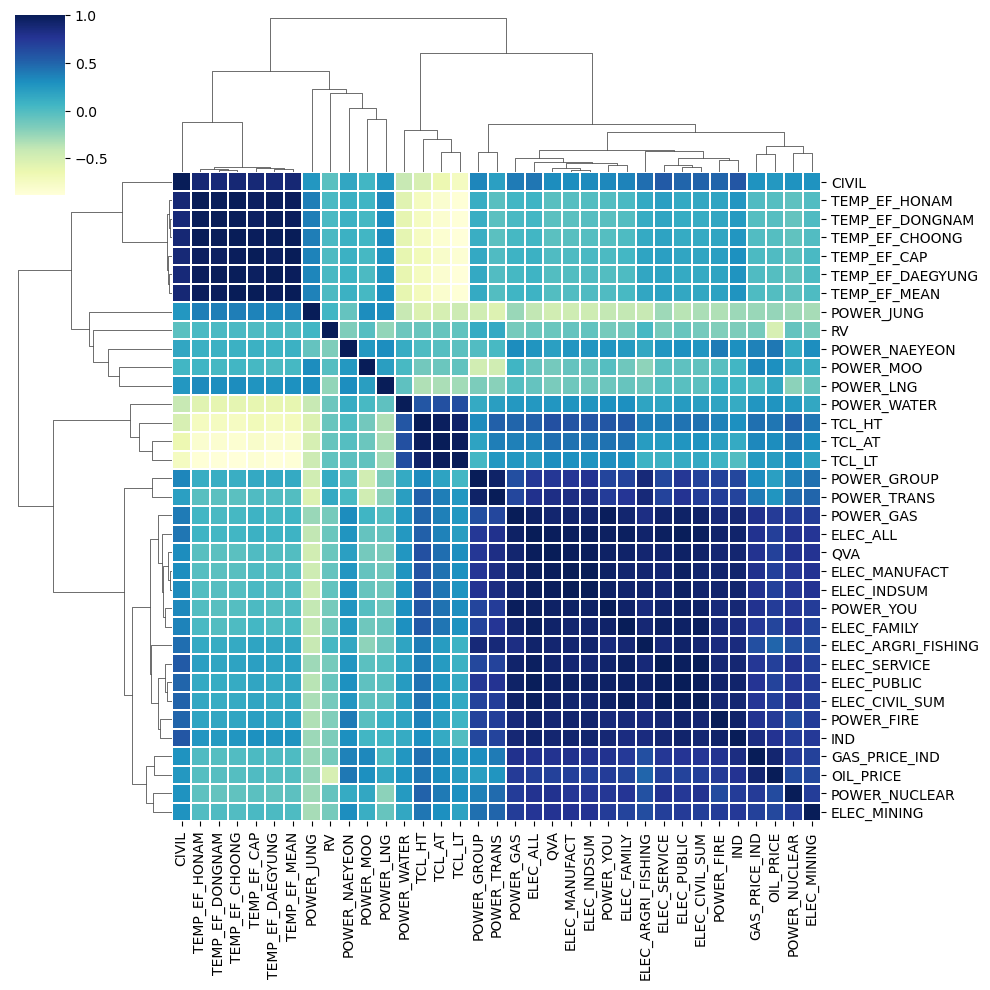 1.0
0.5
0.0
−0.5
CIVIL
TEMP_EF_HONAM
TEMP_EF_DONGNAM
TEMP_EF_CHOONG
TEMP_EF_CAP
TEMP_EF_DAEGYUNG
TEMP_EF_MEAN
POWER_JUNG
RV
POWER_NAEYEON
POWER_MOO
POWER_LNG
POWER_WATER
TCL_HT
TCL_AT
TCL_LT
POWER_GROUP
POWER_TRANS
POWER_GAS
ELEC_ALL
QVA
ELEC_MANUFACT
ELEC_INDSUM
POWER_YOU
ELEC_FAMILY
ELEC_ARGRI_FISHING
ELEC_SERVICE
ELEC_PUBLIC
ELEC_CIVIL_SUM
POWER_FIRE
IND
GAS_PRICE_IND
OIL_PRICE
POWER_NUCLEAR
ELEC_MINING
CIVIL
TEMP_EF_HONAM
TEMP_EF_DONGNAM
TEMP_EF_CHOONG
TEMP_EF_CAP
TEMP_EF_DAEGYUNG
TEMP_EF_MEAN
POWER_JUNG
RV
POWER_NAEYEON
POWER_MOO
POWER_LNG
POWER_WATER
TCL_HT
TCL_AT
TCL_LT
POWER_GROUP
POWER_TRANS
POWER_GAS
ELEC_ALL
QVA
ELEC_MANUFACT
ELEC_INDSUM
POWER_YOU
ELEC_FAMILY
ELEC_ARGRI_FISHING
ELEC_SERVICE
ELEC_PUBLIC
ELEC_CIVIL_SUM
POWER_FIRE
IND
GAS_PRICE_IND
OIL_PRICE
POWER_NUCLEAR
ELEC_MINING